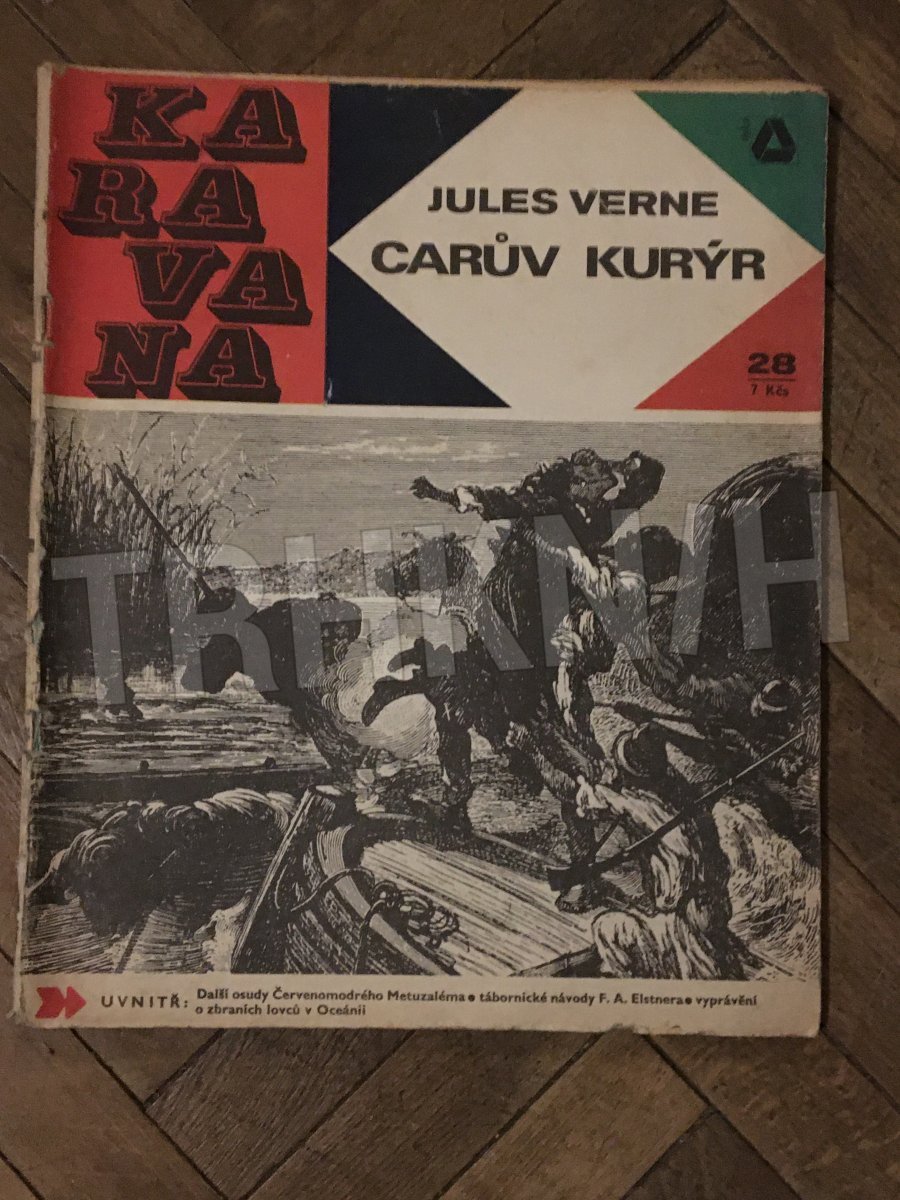 KA
RA
VA
NA
JULES VERNE
CARŮV KURÝR
28
7 Kčs
TRHKNIH
UVNITŘ: Další osudy Červenomodrého Metuzaléma • tábornické návody F. A. Elstnera • vyprávění
o zbraních lovců v Oceánii